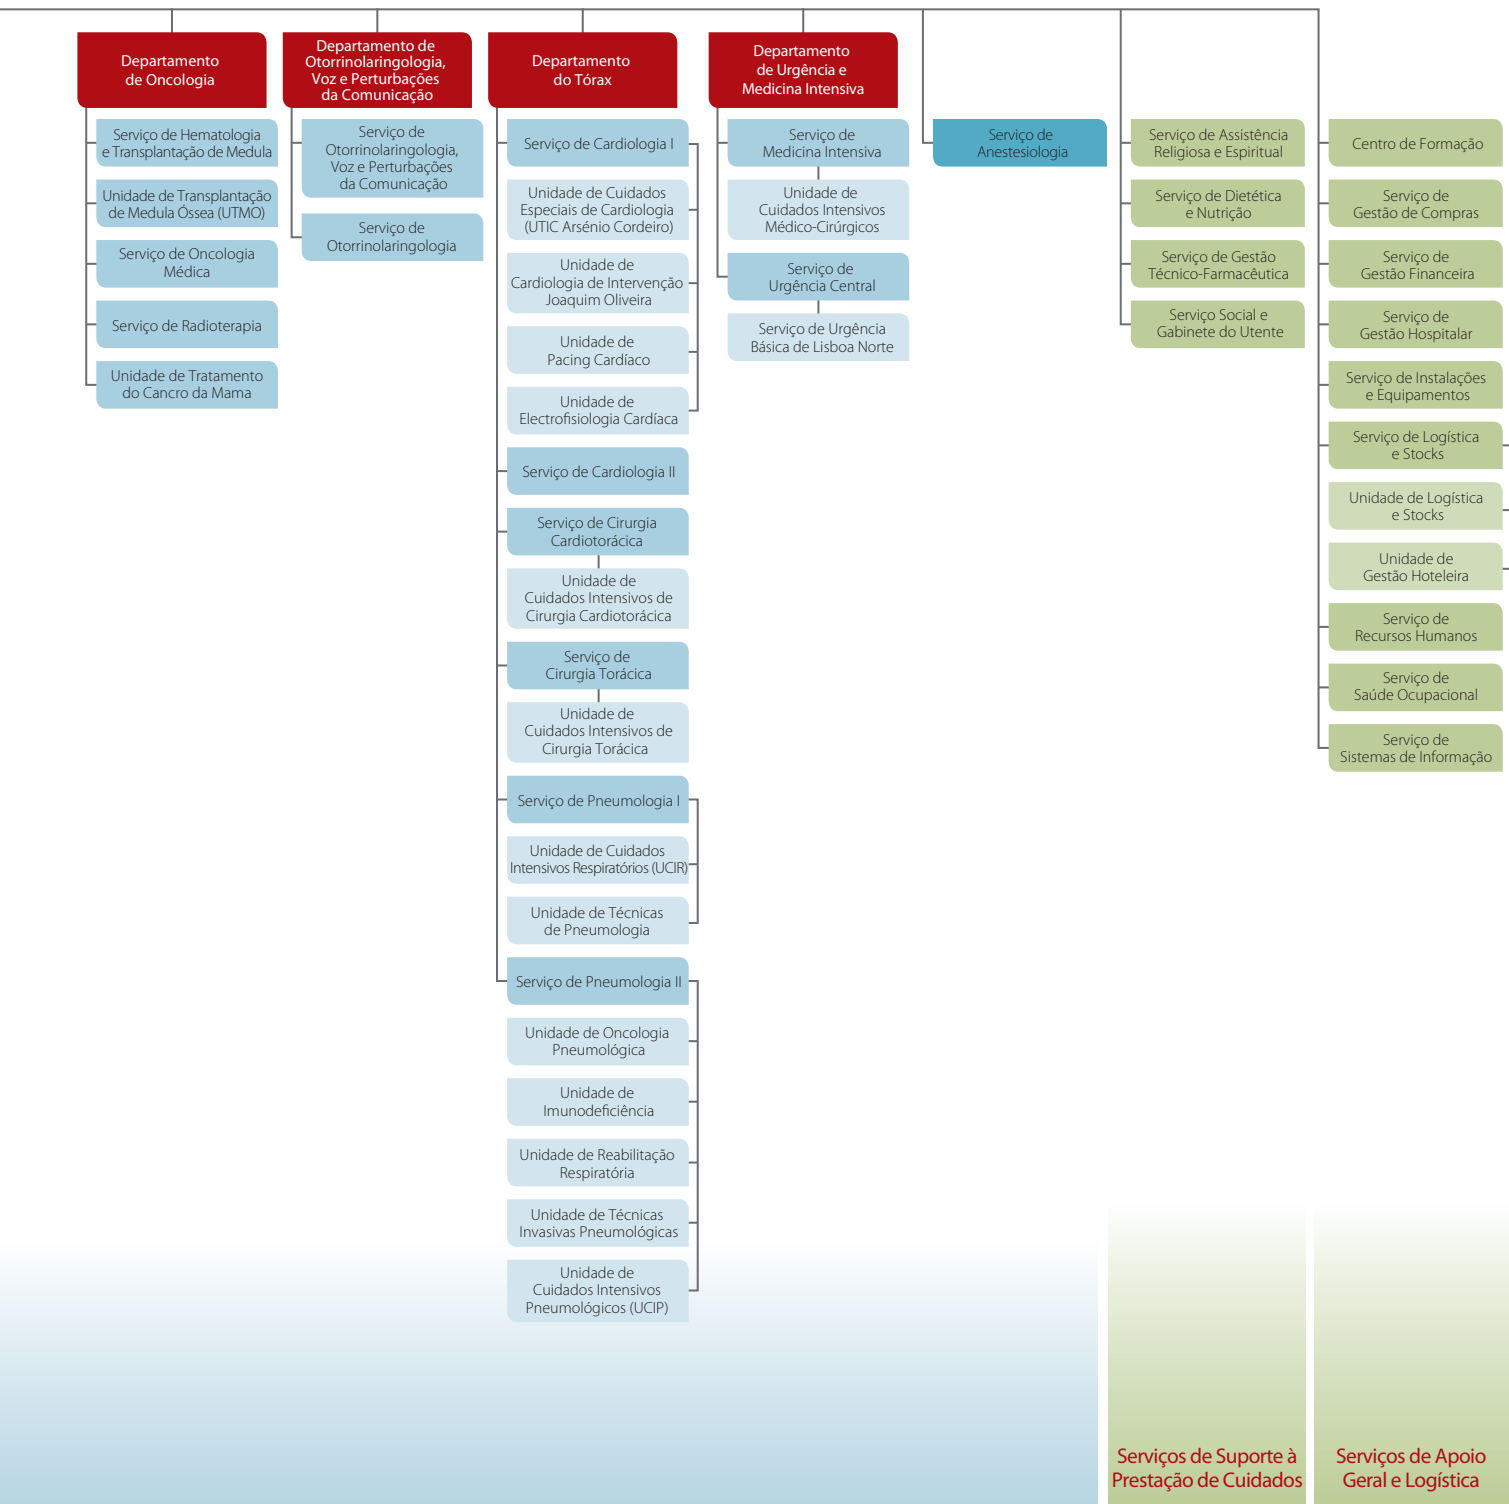 Departamento
de Oncologia
Serviço de Hematologia
e Transplantação de Medula
Unidade de Transplantação
de Medula Óssea (UTMO)
Serviço de Oncologia
Médica
Serviço de Radioterapia
Unidade de Tratamento
do Cancro da Mama
Departamento de
Otorrinolaringologia,
Voz e Perturbações
da Comunicação
Serviço de
Otorrinolaringologia,
Voz e Perturbações
da Comunicação
Serviço de
Otorrinolaringologia
Departamento
do Tórax
Serviço de Cardiologia I
Unidade de Cuidados
Especiais de Cardiologia
(UTIC Arsénio Cordeiro)
Unidade de
Cardiologia de Intervenção
Joaquim Oliveira
Unidade de
Pacing Cardíaco
Unidade de
Electrofisiologia Cardíaca
Serviço de Cardiologia II
Serviço de Cirurgia
Cardiotorácica
Unidade de
Cuidados Intensivos de
Cirurgia Cardiotorácica
Serviço de
Cirurgia Torácica
Unidade de
Cuidados Intensivos de
Cirurgia Torácica
Serviço de Pneumologia I
Unidade de Cuidados
Intensivos Respiratórios (UCIR)
Unidade de Técnicas
de Pneumologia
Serviço de Pneumologia II
Unidade de Oncologia
Pneumológica
Unidade de
Imunodeficiência
Unidade de Reabilitação
Respiratória
Unidade de Técnicas
Invasivas Pneumológicas
Unidade de
Cuidados Intensivos
Pneumológicos (UCIP)
Departamento
de Urgência e
Medicina Intensiva
Serviço de
Medicina Intensiva
Unidade de
Cuidados Intensivos
Médico-Cirúrgicos
Serviço de
Urgência Central
Serviço de Urgência
Básica de Lisboa Norte
Serviço de
Anestesiologia
Serviço de Assistência
Religiosa e Espiritual
Serviço de Dietética
e Nutrição
Serviço de Gestão
Técnico-Farmacêutica
Serviço Social e
Gabinete do Utente
Serviços de Suporte à
Prestação de Cuidados
Centro de Formação
Serviço de
Gestão de Compras
Serviço de
Gestão Financeira
Serviço de
Gestão Hospitalar
Serviço de Instalações
e Equipamentos
Serviço de Logística
e Stocks
Unidade de Logística
e Stocks
Unidade de
Gestão Hoteleira
Serviço de
Recursos Humanos
Serviço de
Saúde Ocupacional
Serviço de
Sistemas de Informação
Serviços de Apoio
Geral e Logística